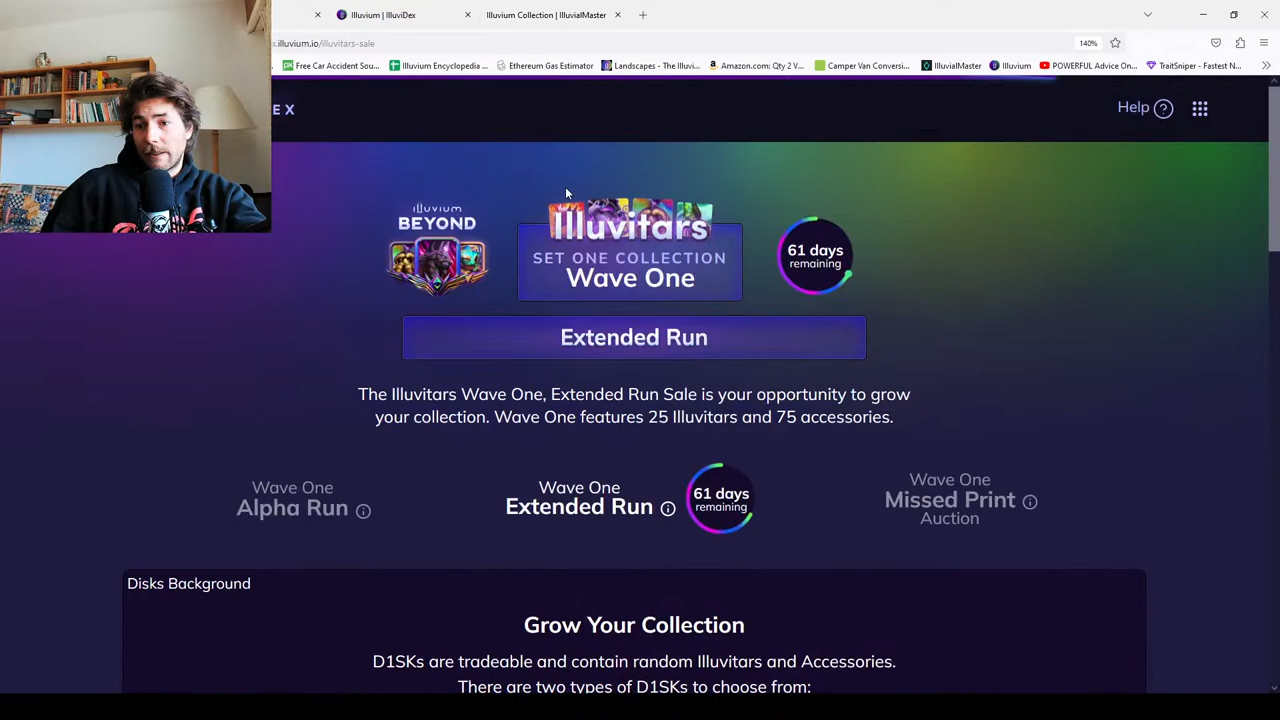 Illuvium | IlluviDex
Illuvium Collection | IlluvialMaster
x.illuvium.io/illuvitars-sale
140%
Free Car Accident Sou...
Illuvium Encyclopedia ...
Ethereum Gas Estimator
Landscapes - The Illuvi...
Amazon.com: Qty 2 V...
Camper Van Conversi...
IlluvialMaster
Illuvium
POWERFUL Advice On...
TraitSniper - Fastest N...
E X
Help ?
ILLUVIUM
BEYOND
Illuvitars
SET ONE COLLECTION
Wave One
61 days
remaining
Extended Run
The Illuvitars Wave One, Extended Run Sale is your opportunity to grow
your collection. Wave One features 25 Illuvitars and 75 accessories.
Wave One
Alpha Run
Wave One
Extended Run
61 days
remaining
Wave One
Missed Print
Auction
Disks Background
Grow Your Collection
D1SKs are tradeable and contain random Illuvitars and Accessories.
There are two types of D1SKs to choose from: